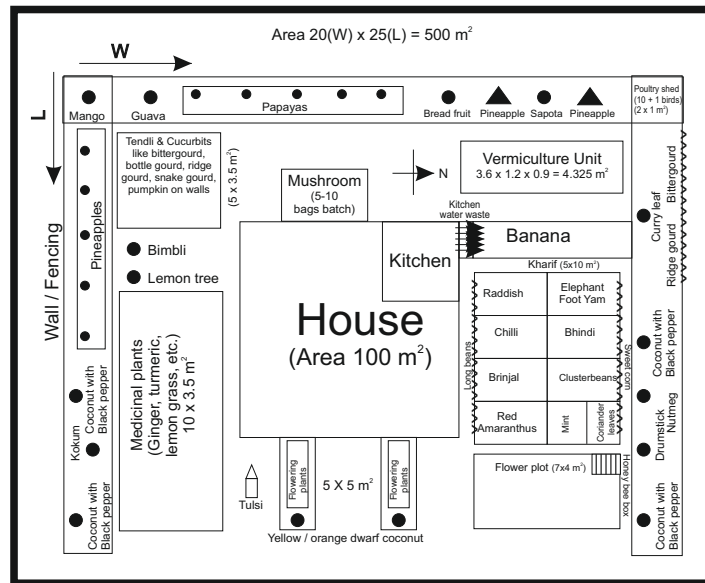 Area 20(W) x 25(L) = 500 m²
W
L
Mango
Guava
Papayas
Bread fruit
Pineapple
Sapota
Pineapple
Poultry shed
(10 + 1 birds)
(2 x 1 m²)
Wall / Fencing
Pineapples
Tendli & Cucurbits
like bittergourd,
bottle gourd, ridge
gourd, snake gourd,
pumpkin on walls
(5 x 3.5 m²)
Mushroom
(5-10
bags batch)
N
Vermiculture Unit
3.6 x 1.2 x 0.9 = 4.325 m²
Bittergourd
Curry leaf
Ridge gourd
Bimbli
Lemon tree
Kitchen
water waste
Banana
Kitchen
Kharif (5x10 m²)
House
(Area 100 m²)
Raddish
Elephant
Foot Yam
Chilli
Bhindi
Brinjal
Clusterbeans
Red
Amaranthus
Mint
Coriander
leaves
Long beans
Sweet corn
Coconut with
Black pepper
Medicinal plants
(Ginger, turmeric,
lemon grass, etc.)
10 x 3.5 m²
Coconut with
Black pepper
Kokum
Coconut with
Black pepper
Drumstick
Nutmeg
Flower plot (7x4 m²)
Honey bee box
Coconut with
Black pepper
Tulsi
Flowering
plants
5 X 5 m²
Flowering
plants
Yellow / orange dwarf coconut